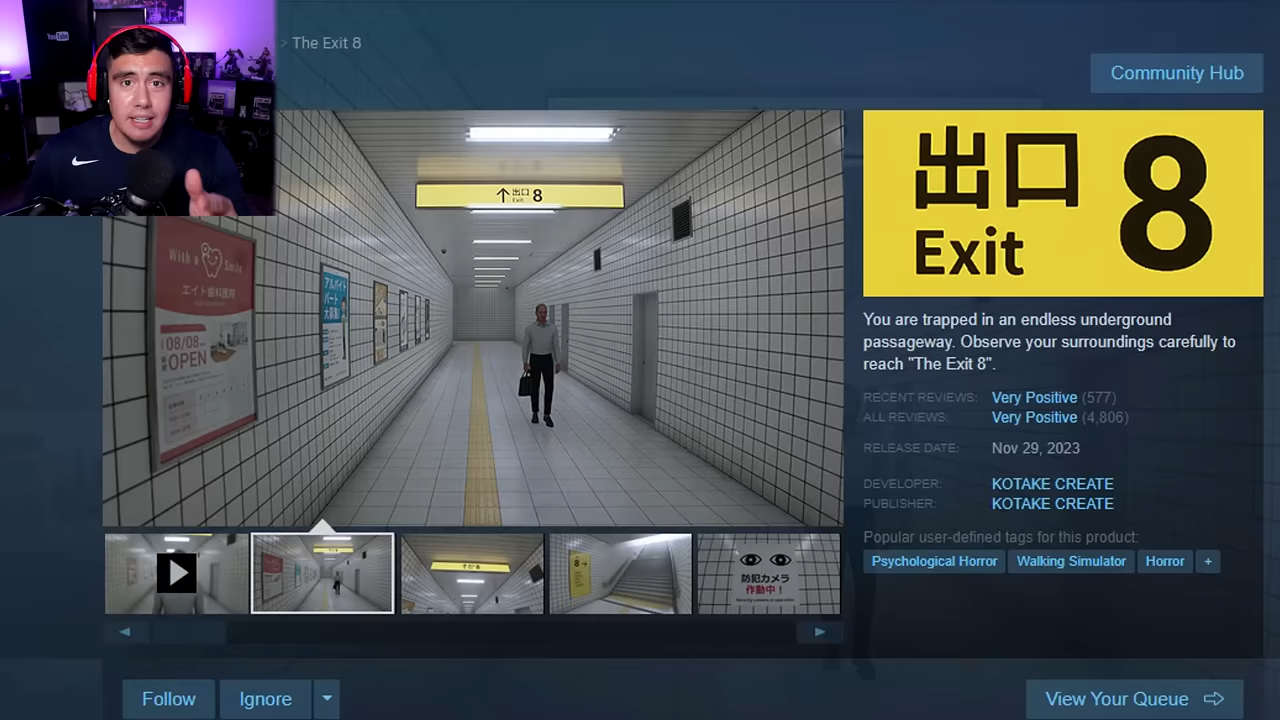 YouTube
> The Exit 8
Community Hub
↑ 出口 8
Exit
With a Smile
エイト歯科医院
08/08
OPEN
アルバイト
パート
大募集!
出口 8
Exit
You are trapped in an endless underground
passageway. Observe your surroundings carefully to
reach "The Exit 8".
RECENT REVIEWS: Very Positive (577)
ALL REVIEWS: Very Positive (4,806)
RELEASE DATE: Nov 29, 2023
DEVELOPER: KOTAKE CREATE
PUBLISHER: KOTAKE CREATE
Popular user-defined tags for this product:
Psychological Horror Walking Simulator Horror +
8
防犯カメラ
作動中!
Follow Ignore
View Your Queue